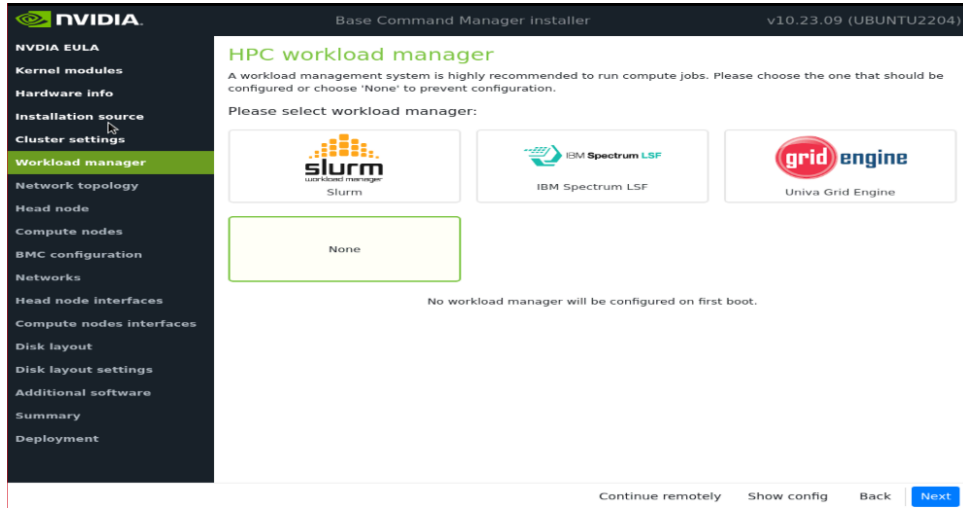 NVIDIA.
Base Command Manager installer
v10.23.09 (UBUNTU2204)
NVDIA EULA
Kernel modules
Hardware info
Installation source
Cluster settings
Workload manager
Network topology
Head node
Compute nodes
BMC configuration
Networks
Head node interfaces
Compute nodes interfaces
Disk layout
Disk layout settings
Additional software
Summary
Deployment
HPC workload manager
A workload management system is highly recommended to run compute jobs. Please choose the one that should be
configured or choose 'None' to prevent configuration.
Please select workload manager:
slurm
workload manager
Slurm
IBM Spectrum LSF
IBM Spectrum LSF
grid engine
Univa Grid Engine
None
No workload manager will be configured on first boot.
Continue remotely
Show config
Back
Next